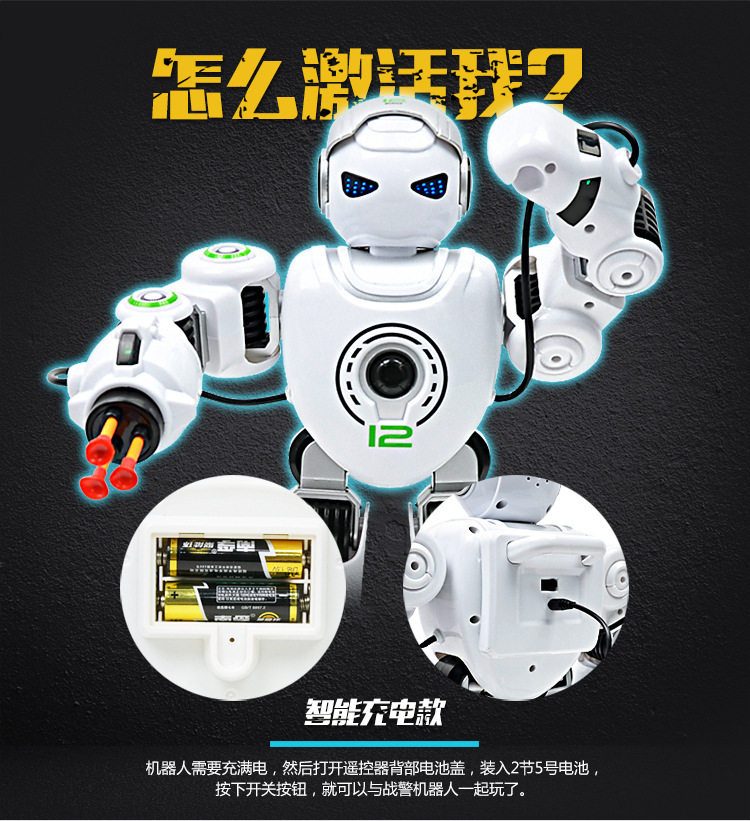 怎么激活我?
12
智能充电款
机器人需要充满电，然后打开遥控器背部电池盖，装入2节5号电池，
按下开关按钮，就可以与战警机器人一起玩了。